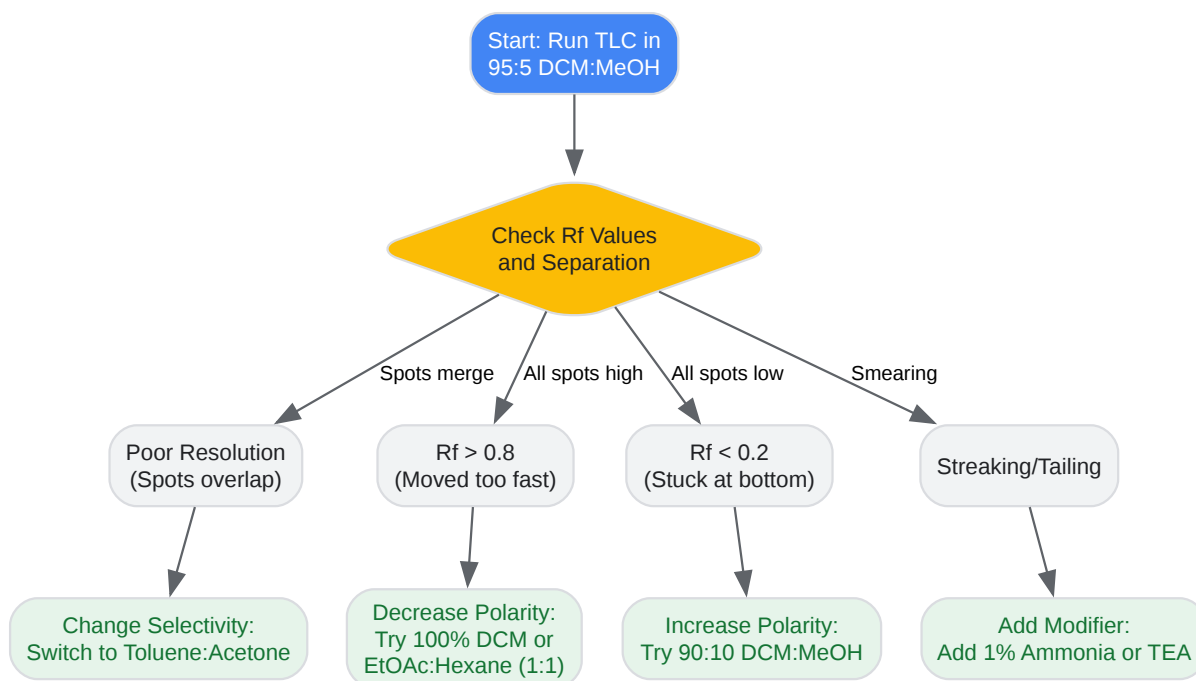 Start: Run TLC in
95:5 DCM:MeOH
Check Rf Values
and Separation
Spots merge
All spots high
All spots low
Smearing
Poor Resolution
(Spots overlap)
Rf > 0.8
(Moved too fast)
Rf < 0.2
(Stuck at bottom)
Streaking/Tailing
Change Selectivity:
Switch to Toluene:Acetone
Decrease Polarity:
Try 100% DCM or
EtOAc:Hexane (1:1)
Increase Polarity:
Try 90:10 DCM:MeOH
Add Modifier:
Add 1% Ammonia or TEA